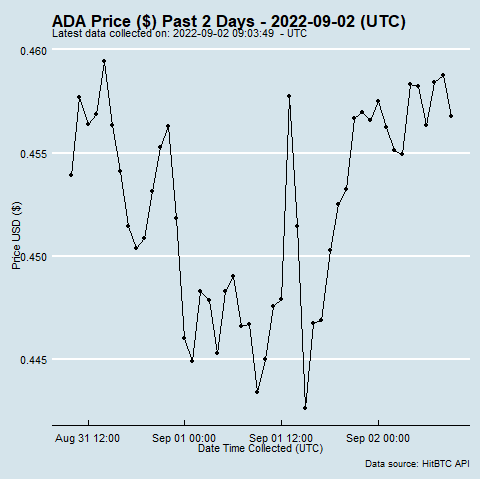 ADA Price ($) Past 2 Days - 2022-09-02 (UTC)
Latest data collected on: 2022-09-02 09:03:49 - UTC
0.460
0.455
0.450
0.445
Price USD ($)
Aug 31 12:00 Sep 01 00:00 Sep 01 12:00 Sep 02 00:00
Date Time Collected (UTC)
Data source: HitBTC API